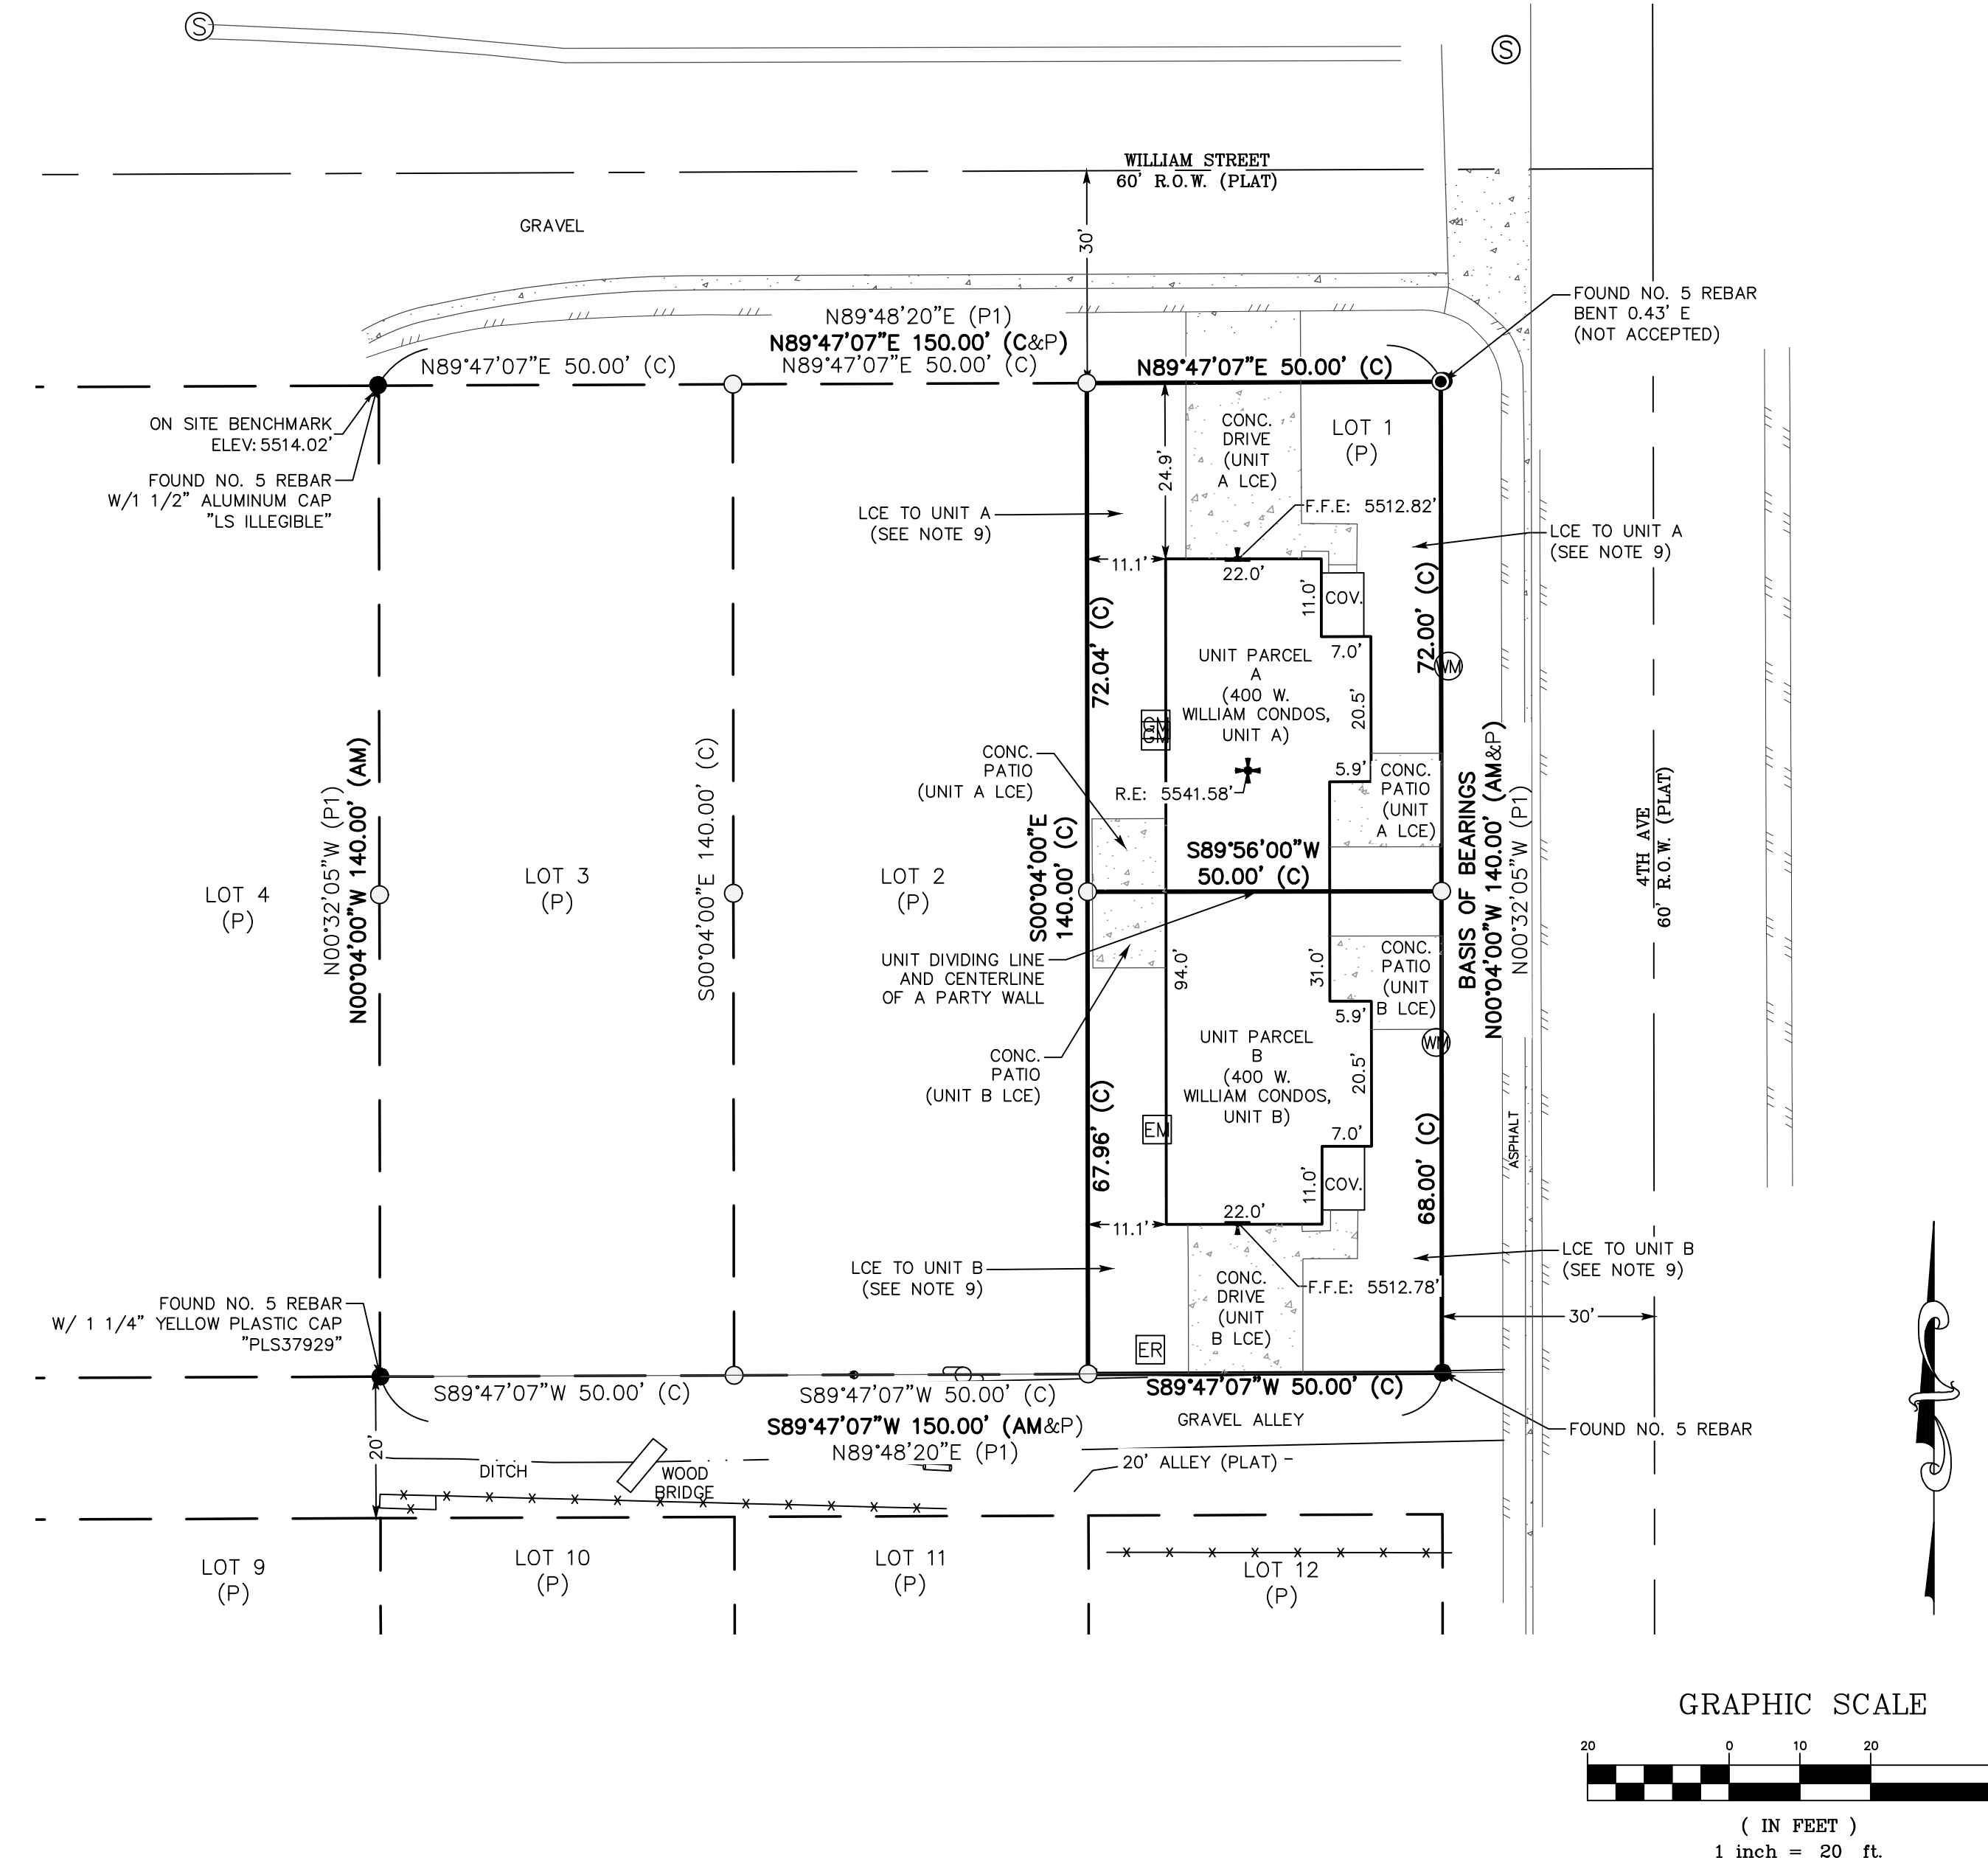 S
S
WILLIAM STREET
60' R.O.W. (PLAT)
GRAVEL
30'
FOUND NO. 5 REBAR
BENT 0.43' E
(NOT ACCEPTED)
N89°48'20"E (P1)
N89°47'07"E 150.00' (C&P)
N89°47'07"E 50.00' (C)
N89°47'07"E 50.00' (C)
N89°47'07"E 50.00' (C)
ON SITE BENCHMARK
ELEV: 5514.02'
FOUND NO. 5 REBAR
W/1 1/2" ALUMINUM CAP
"LS ILLEGIBLE"
CONC.
DRIVE
(UNIT
A LCE)
LOT 1
(P)
24.9'
F.F.E: 5512.82'
LCE TO UNIT A
(SEE NOTE 9)
LCE TO UNIT A
(SEE NOTE 9)
11.1'
22.0'
11.0'
COV.
72.04' (C)
72.00' (C)
7.0'
WM
UNIT PARCEL
A
(400 W.
WILLIAM CONDOS,
UNIT A)
20.5'
GM
GM
R.E: 5541.58'
5.9'
CONC.
PATIO
(UNIT A LCE)
CONC.
PATIO
(UNIT
A LCE)
N00°32'05"W (P1)
N00°04'00"W 140.00' (AM)
S00°04'00"E 140.00' (C)
S00°04'00"E
140.00' (C)
S89°56'00"W
50.00' (C)
BASIS OF BEARINGS
N00°04'00"W 140.00' (AM&P)
N00°32'05"W (P1)
4TH AVE
60' R.O.W. (PLAT)
LOT 4
(P)
LOT 3
(P)
LOT 2
(P)
UNIT DIVIDING LINE
AND CENTERLINE
OF A PARTY WALL
94.0'
31.0'
CONC.
PATIO
(UNIT
B LCE)
5.9'
WM
CONC.
PATIO
(UNIT B LCE)
UNIT PARCEL
B
(400 W.
WILLIAM CONDOS,
UNIT B)
20.5'
67.96' (C)
68.00' (C)
EM
7.0'
ASPHALT
11.0'
COV.
22.0'
11.1'
LCE TO UNIT B
(SEE NOTE 9)
LCE TO UNIT B
(SEE NOTE 9)
CONC.
DRIVE
(UNIT
B LCE)
F.F.E: 5512.78'
30'
FOUND NO. 5 REBAR
W/ 1 1/4" YELLOW PLASTIC CAP
"PLS37929"
ER
S89°47'07"W 50.00' (C)
S89°47'07"W 50.00' (C)
S89°47'07"W 50.00' (C)
S89°47'07"W 150.00' (AM&P)
N89°48'20"E (P1)
GRAVEL ALLEY
FOUND NO. 5 REBAR
20'
DITCH
WOOD
BRIDGE
20' ALLEY (PLAT)
LOT 9
(P)
LOT 10
(P)
LOT 11
(P)
LOT 12
(P)
GRAPHIC SCALE
20 0 10 20
( IN FEET )
1 inch = 20 ft.